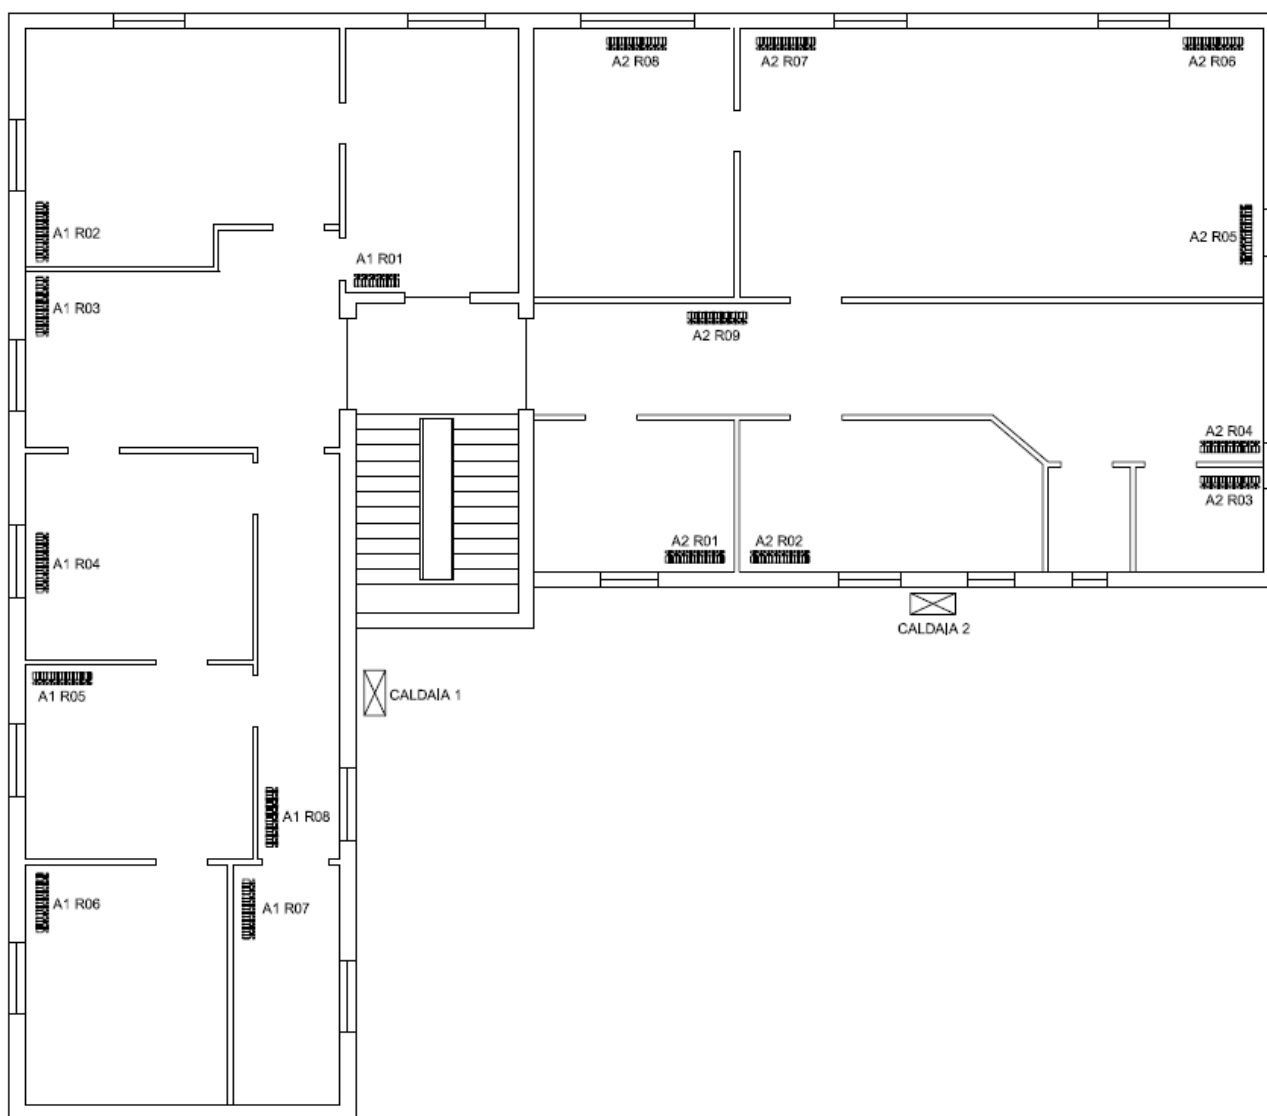 A2 R08
A2 R07
A2 R06
A1 R02
A2 R05
A1 R01
A1 R03
A2 R09
A2 R04
A2 R03
A2 R01
A2 R02
A1 R04
CALDAIA 2
A1 R05
CALDAIA 1
A1 R08
A1 R06
A1 R07